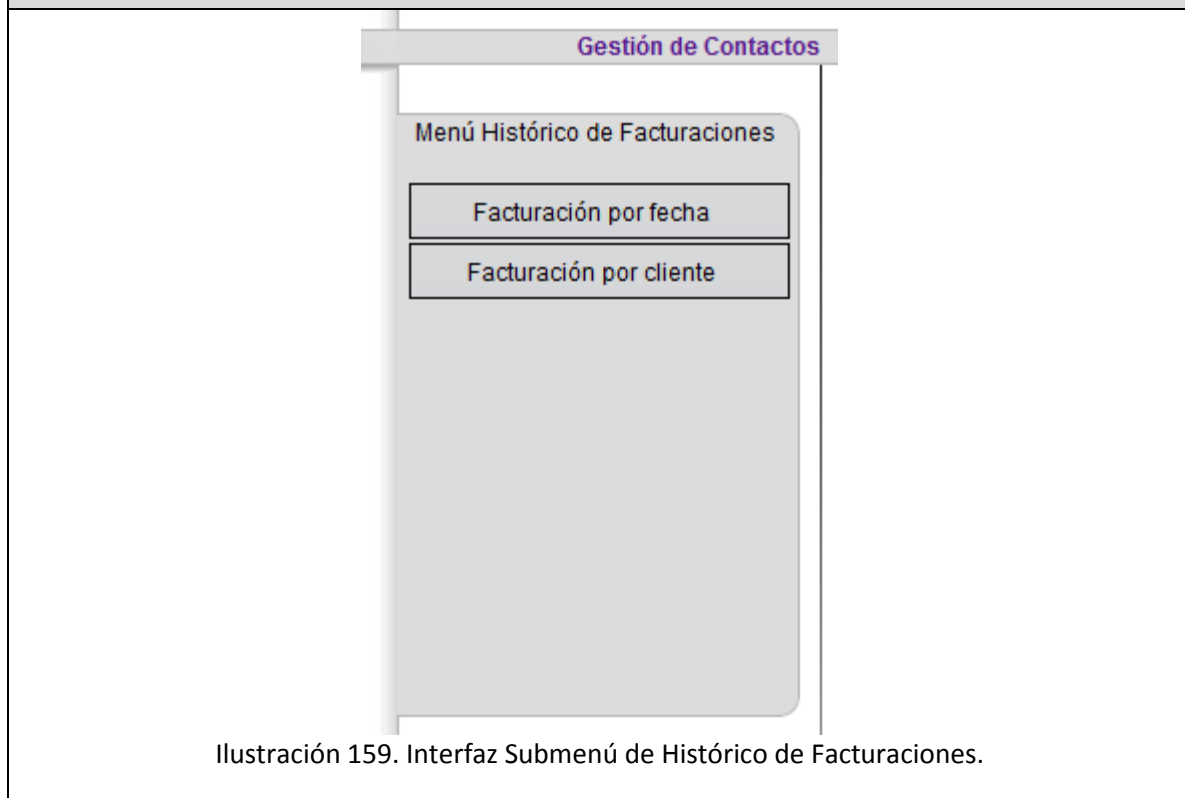 Gestión de Contactos
Menú Histórico de Facturaciones
Facturación por fecha
Facturación por cliente
Ilustración 159. Interfaz Submenú de Histórico de Facturaciones.